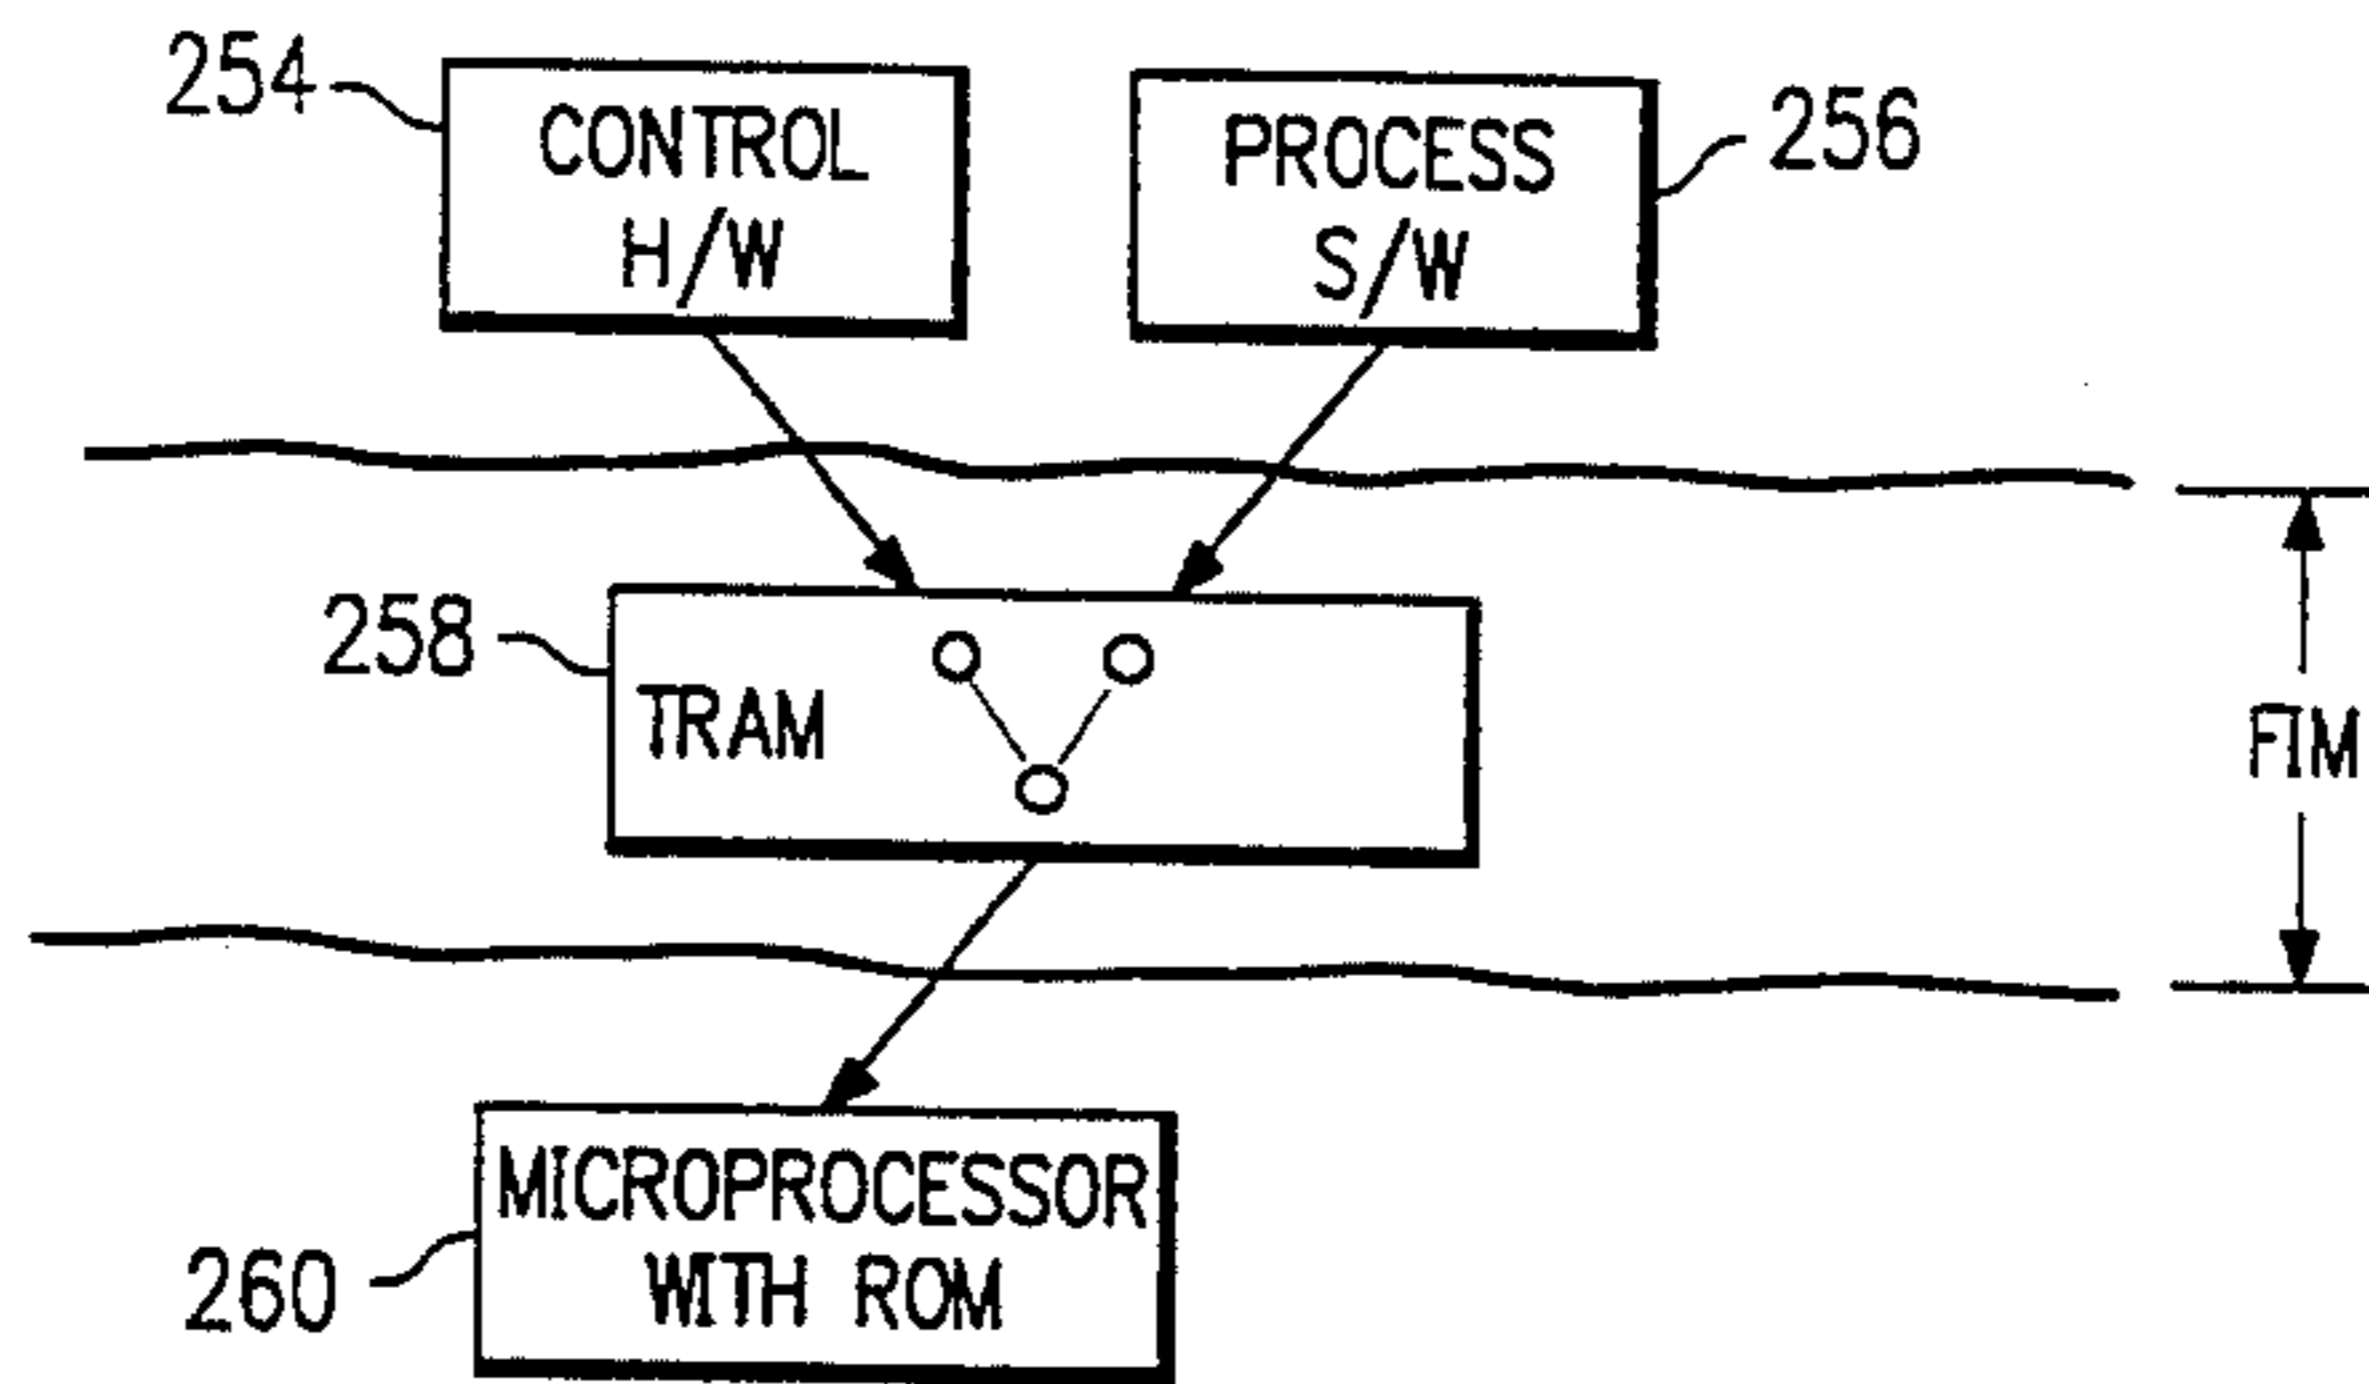 254
CONTROL
H/W
PROCESS
S/W
256
258
TRAM
FIM
MICROPROCESSOR
WITH ROM
260